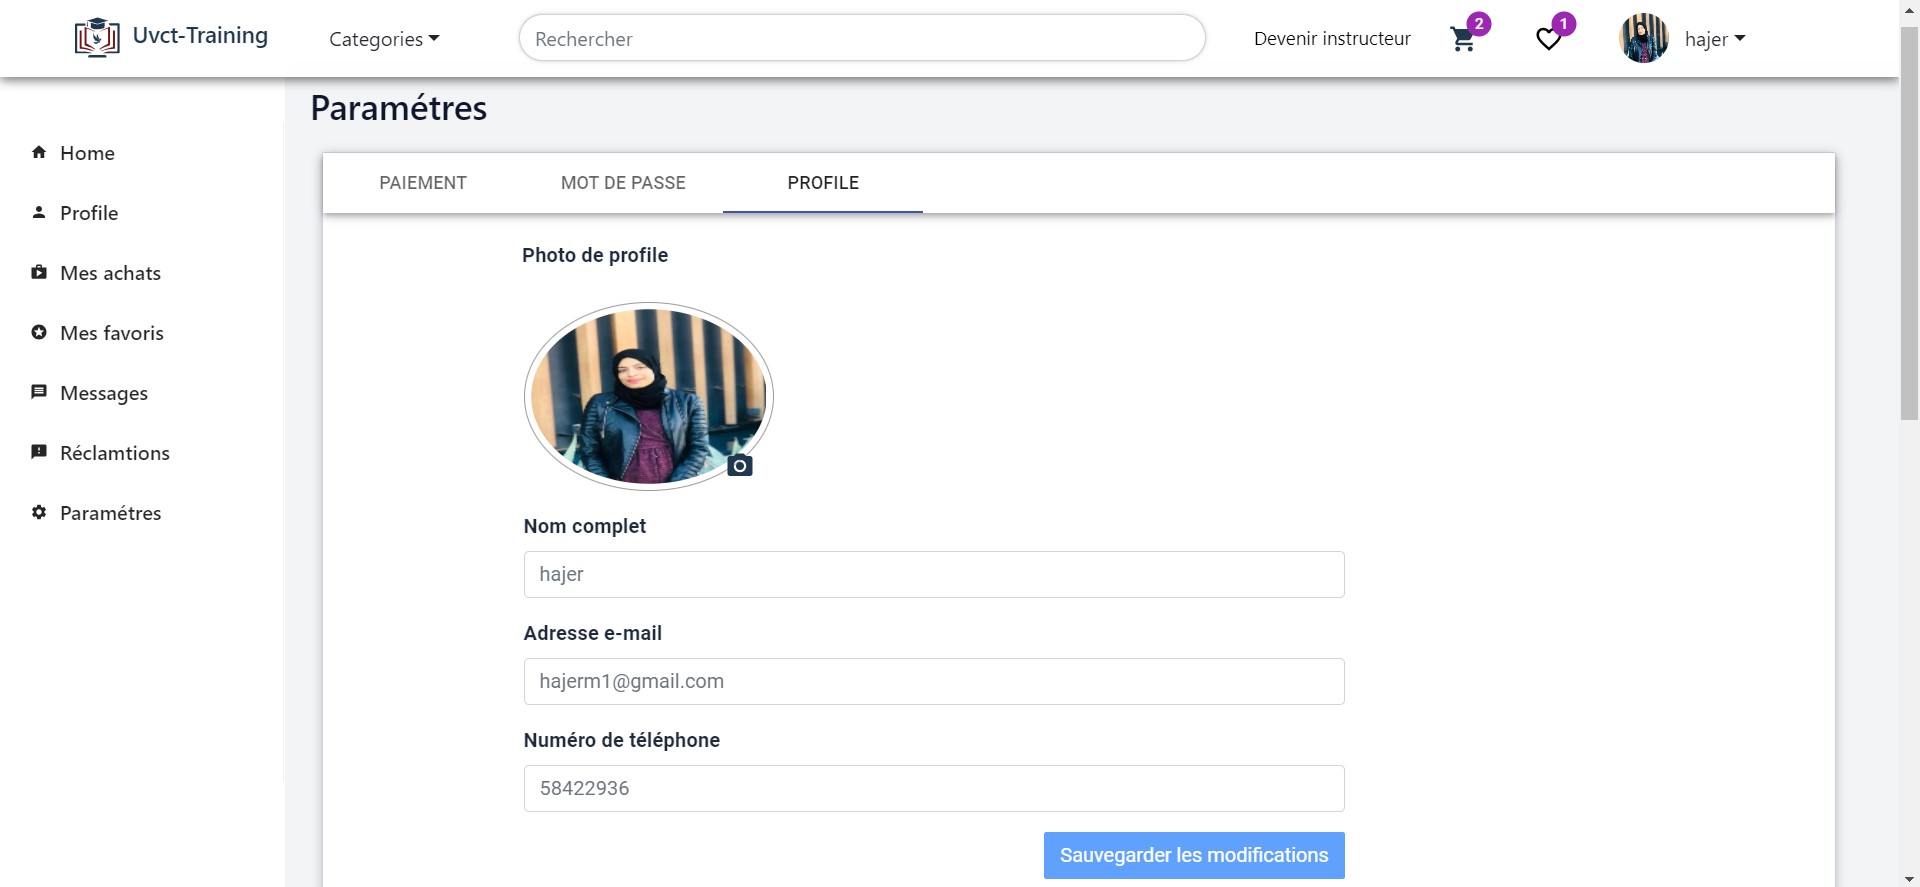 Uvct-Training
Categories
Rechercher
Devenir instructeur
2
1
hajer
Paramétres
Home
Profile
Mes achats
Mes favoris
Messages
Réclamtions
Paramétres
PAIEMENT
MOT DE PASSE
PROFILE
Photo de profile
Nom complet
hajer
Adresse e-mail
hajerm1@gmail.com
Numéro de téléphone
58422936
Sauvegarder les modifications